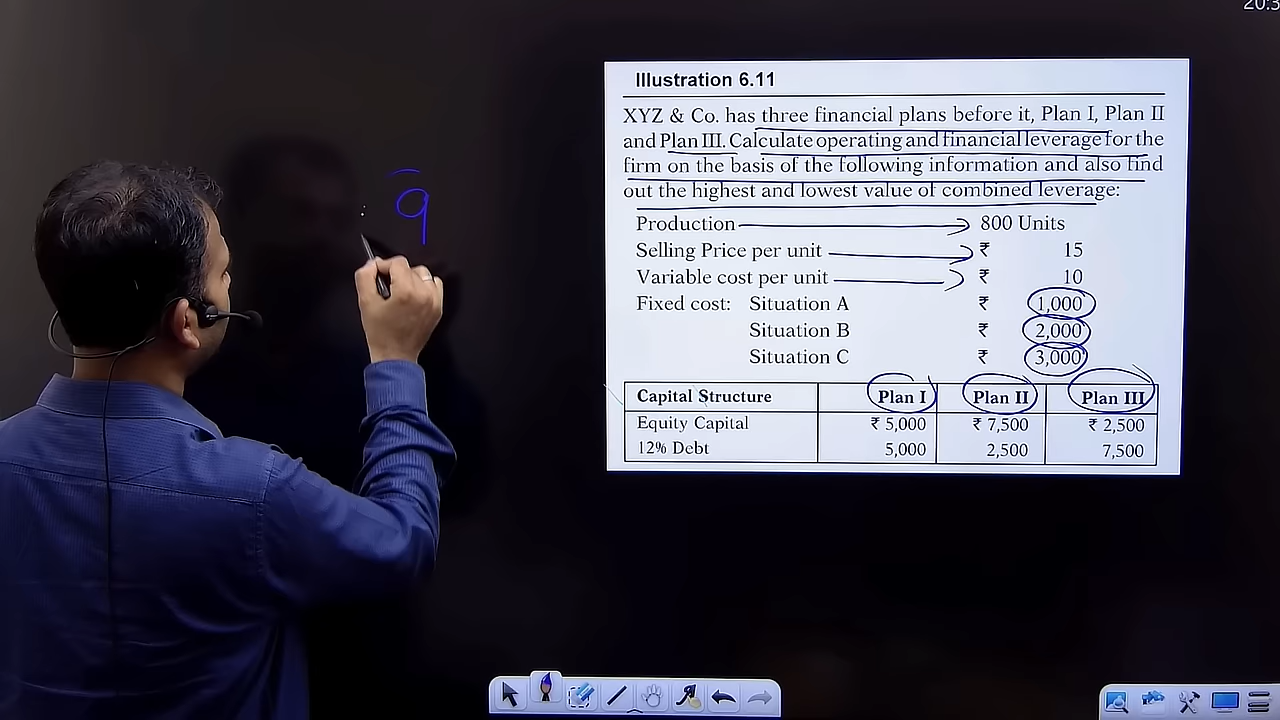 20:3
Illustration 6.11
XYZ & Co. has three financial plans before it, Plan I, Plan II
and Plan III. Calculate operating and financial leverage for the
firm on the basis of the following information and also find
out the highest and lowest value of combined leverage:
Production 800 Units
Selling Price per unit ₹ 15
Variable cost per unit ₹ 10
Fixed cost: Situation A ₹ 1,000
Situation B ₹ 2,000
Situation C ₹ 3,000
Capital Structure Plan I Plan II Plan III
Equity Capital ₹ 5,000 ₹ 7,500 ₹ 2,500
12% Debt 5,000 2,500 7,500
9